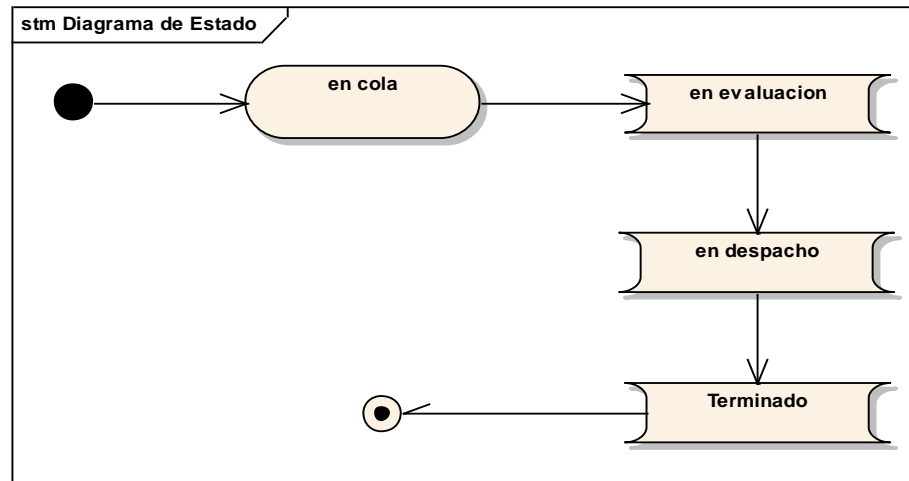 stm Diagrama de Estado
en cola
en evaluacion
en despacho
Terminado